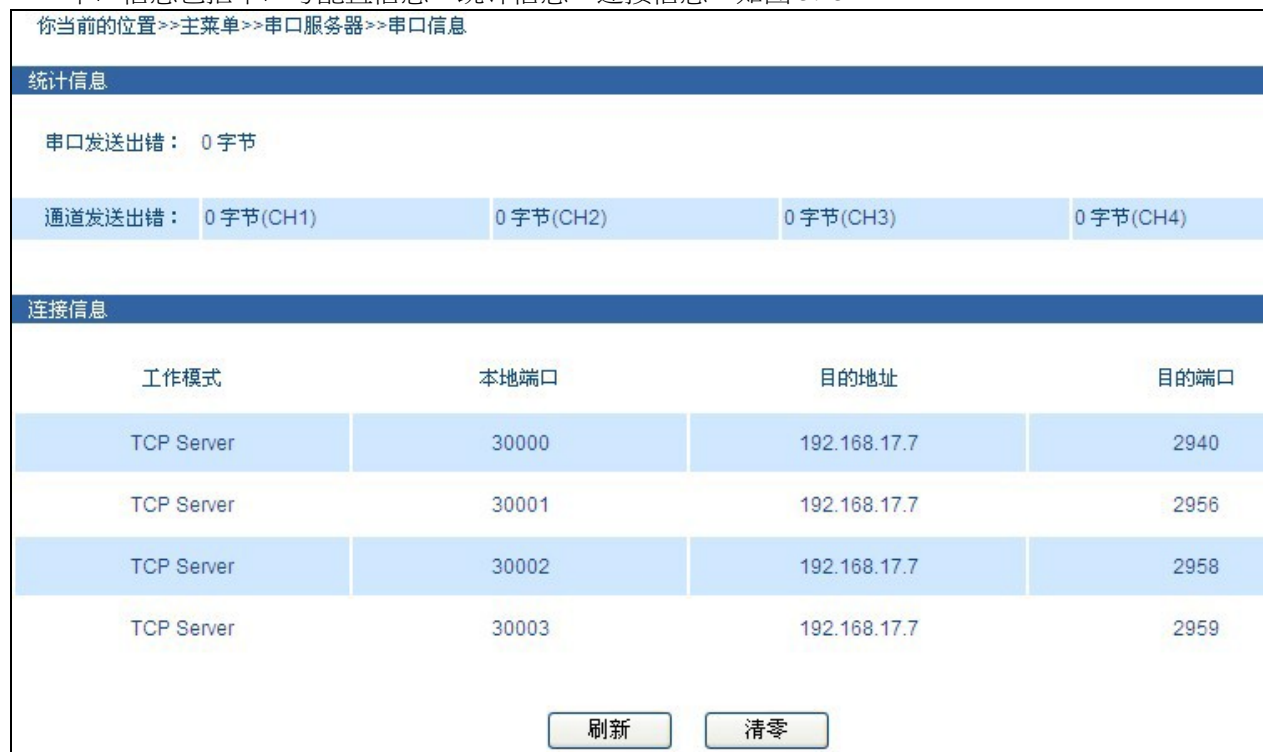 你当前的位置>>主菜单>>串口服务器>>串口信息
统计信息
串口发送出错： 0 字节
通道发送出错： 0 字节(CH1) 0 字节(CH2) 0 字节(CH3) 0 字节(CH4)
连接信息
工作模式 本地端口 目的地址 目的端口
TCP Server 30000 192.168.17.7 2940
TCP Server 30001 192.168.17.7 2956
TCP Server 30002 192.168.17.7 2958
TCP Server 30003 192.168.17.7 2959
刷新 清零